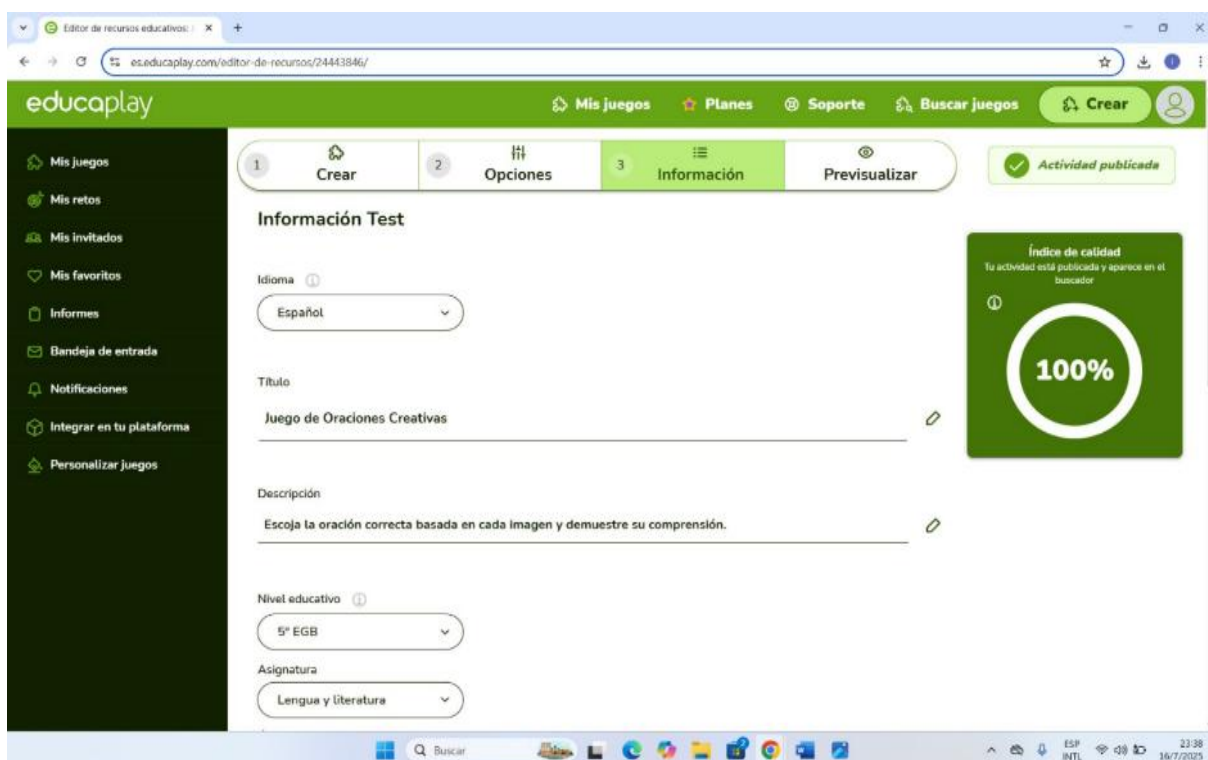 Editor de recursos educativos:
es.educaplay.com/editor-de-recursos/24443846/
educaplay
Mis juegos
Planes
Soporte
Buscar juegos
Crear
Mis juegos
Mis retos
Mis invitados
Mis favoritos
Informes
Bandeja de entrada
Notificaciones
Integrar en tu plataforma
Personalizar juegos
1 Crear
2 Opciones
3 Información
Previsualizar
Actividad publicada
Información Test
Idioma
Español
Título
Juego de Oraciones Creativas
Descripción
Escoja la oración correcta basada en cada imagen y demuestre su comprensión.
Nivel educativo
5º EGB
Asignatura
Lengua y literatura
Índice de calidad
Tu actividad está publicada y aparece en el
buscador
100%
Buscar
ESP
INTL
23:38
16/7/2025